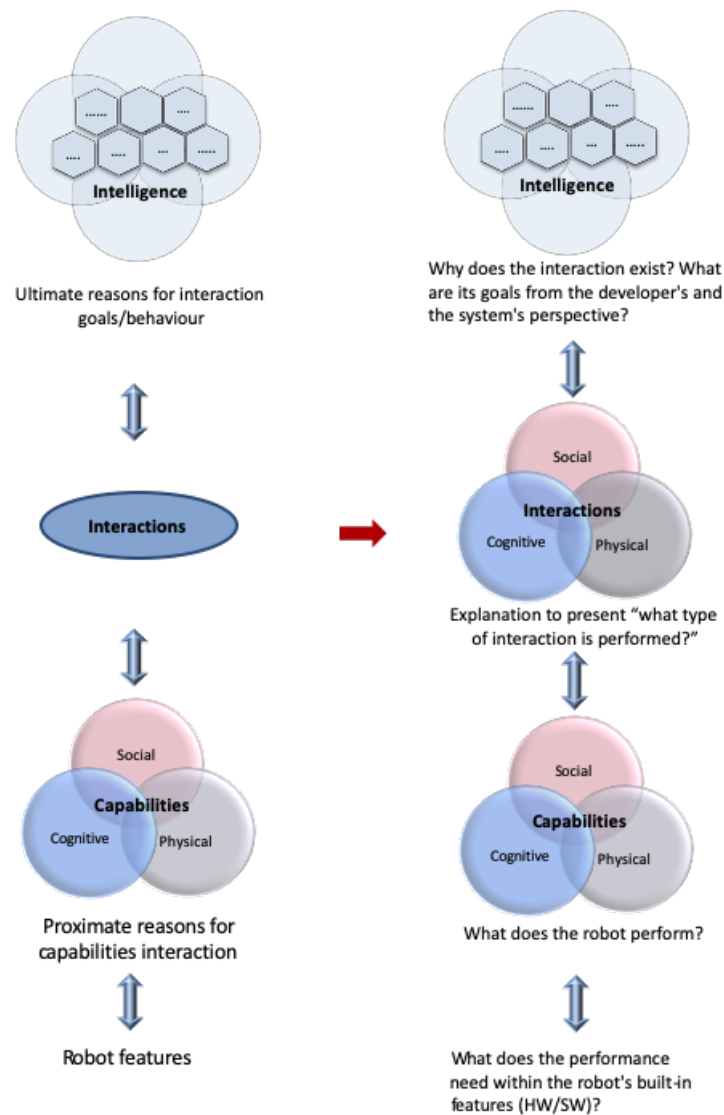 ...... ....
.... .... ... .....
Intelligence
Ultimate reasons for interaction
goals/behaviour
Interactions
Social
Capabilities
Cognitive Physical
Proximate reasons for
capabilities interaction
Robot features
....... ....
.... .... ... .....
Intelligence
Why does the interaction exist? What
are its goals from the developer's and
the system's perspective?
Social
Interactions
Cognitive Physical
Explanation to present “what type
of interaction is performed?”
Social
Capabilities
Cognitive Physical
What does the robot perform?
What does the performance
need within the robot's built-in
features (HW/SW)?